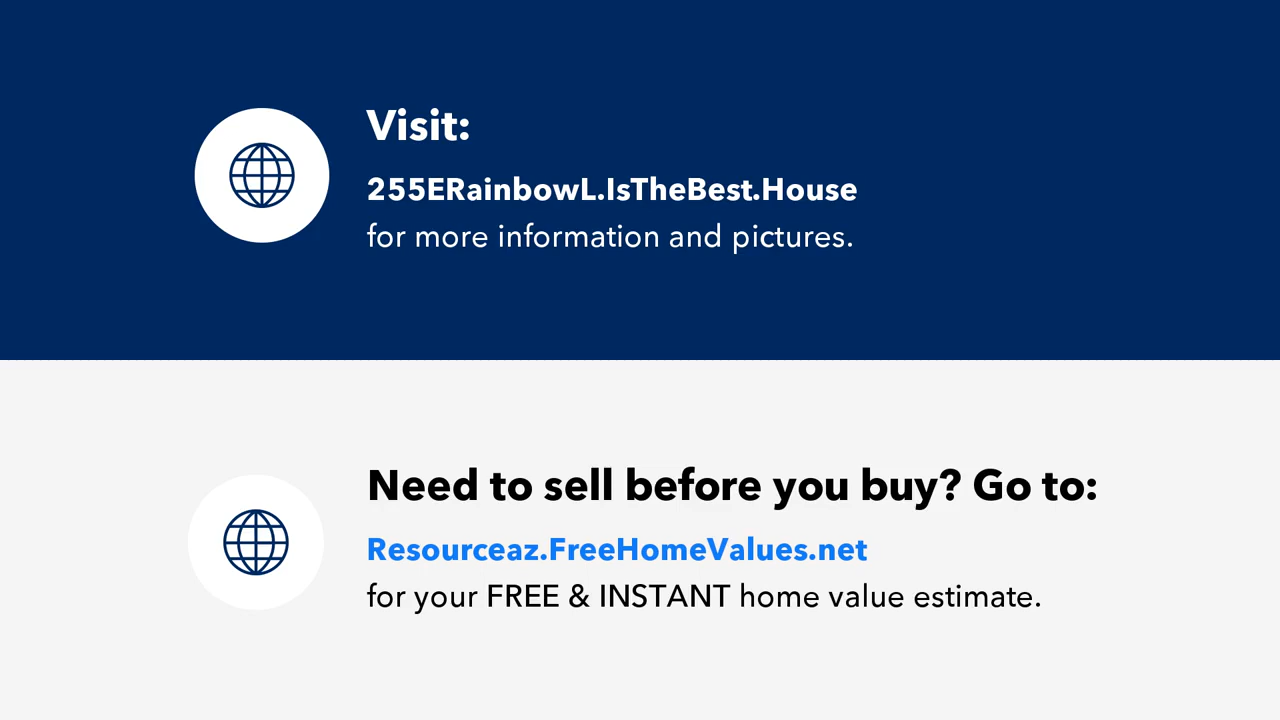 Visit:
255ERainbowL.IsTheBest.House
for more information and pictures.
Need to sell before you buy? Go to:
Resourceaz.FreeHomeValues.net
for your FREE & INSTANT home value estimate.